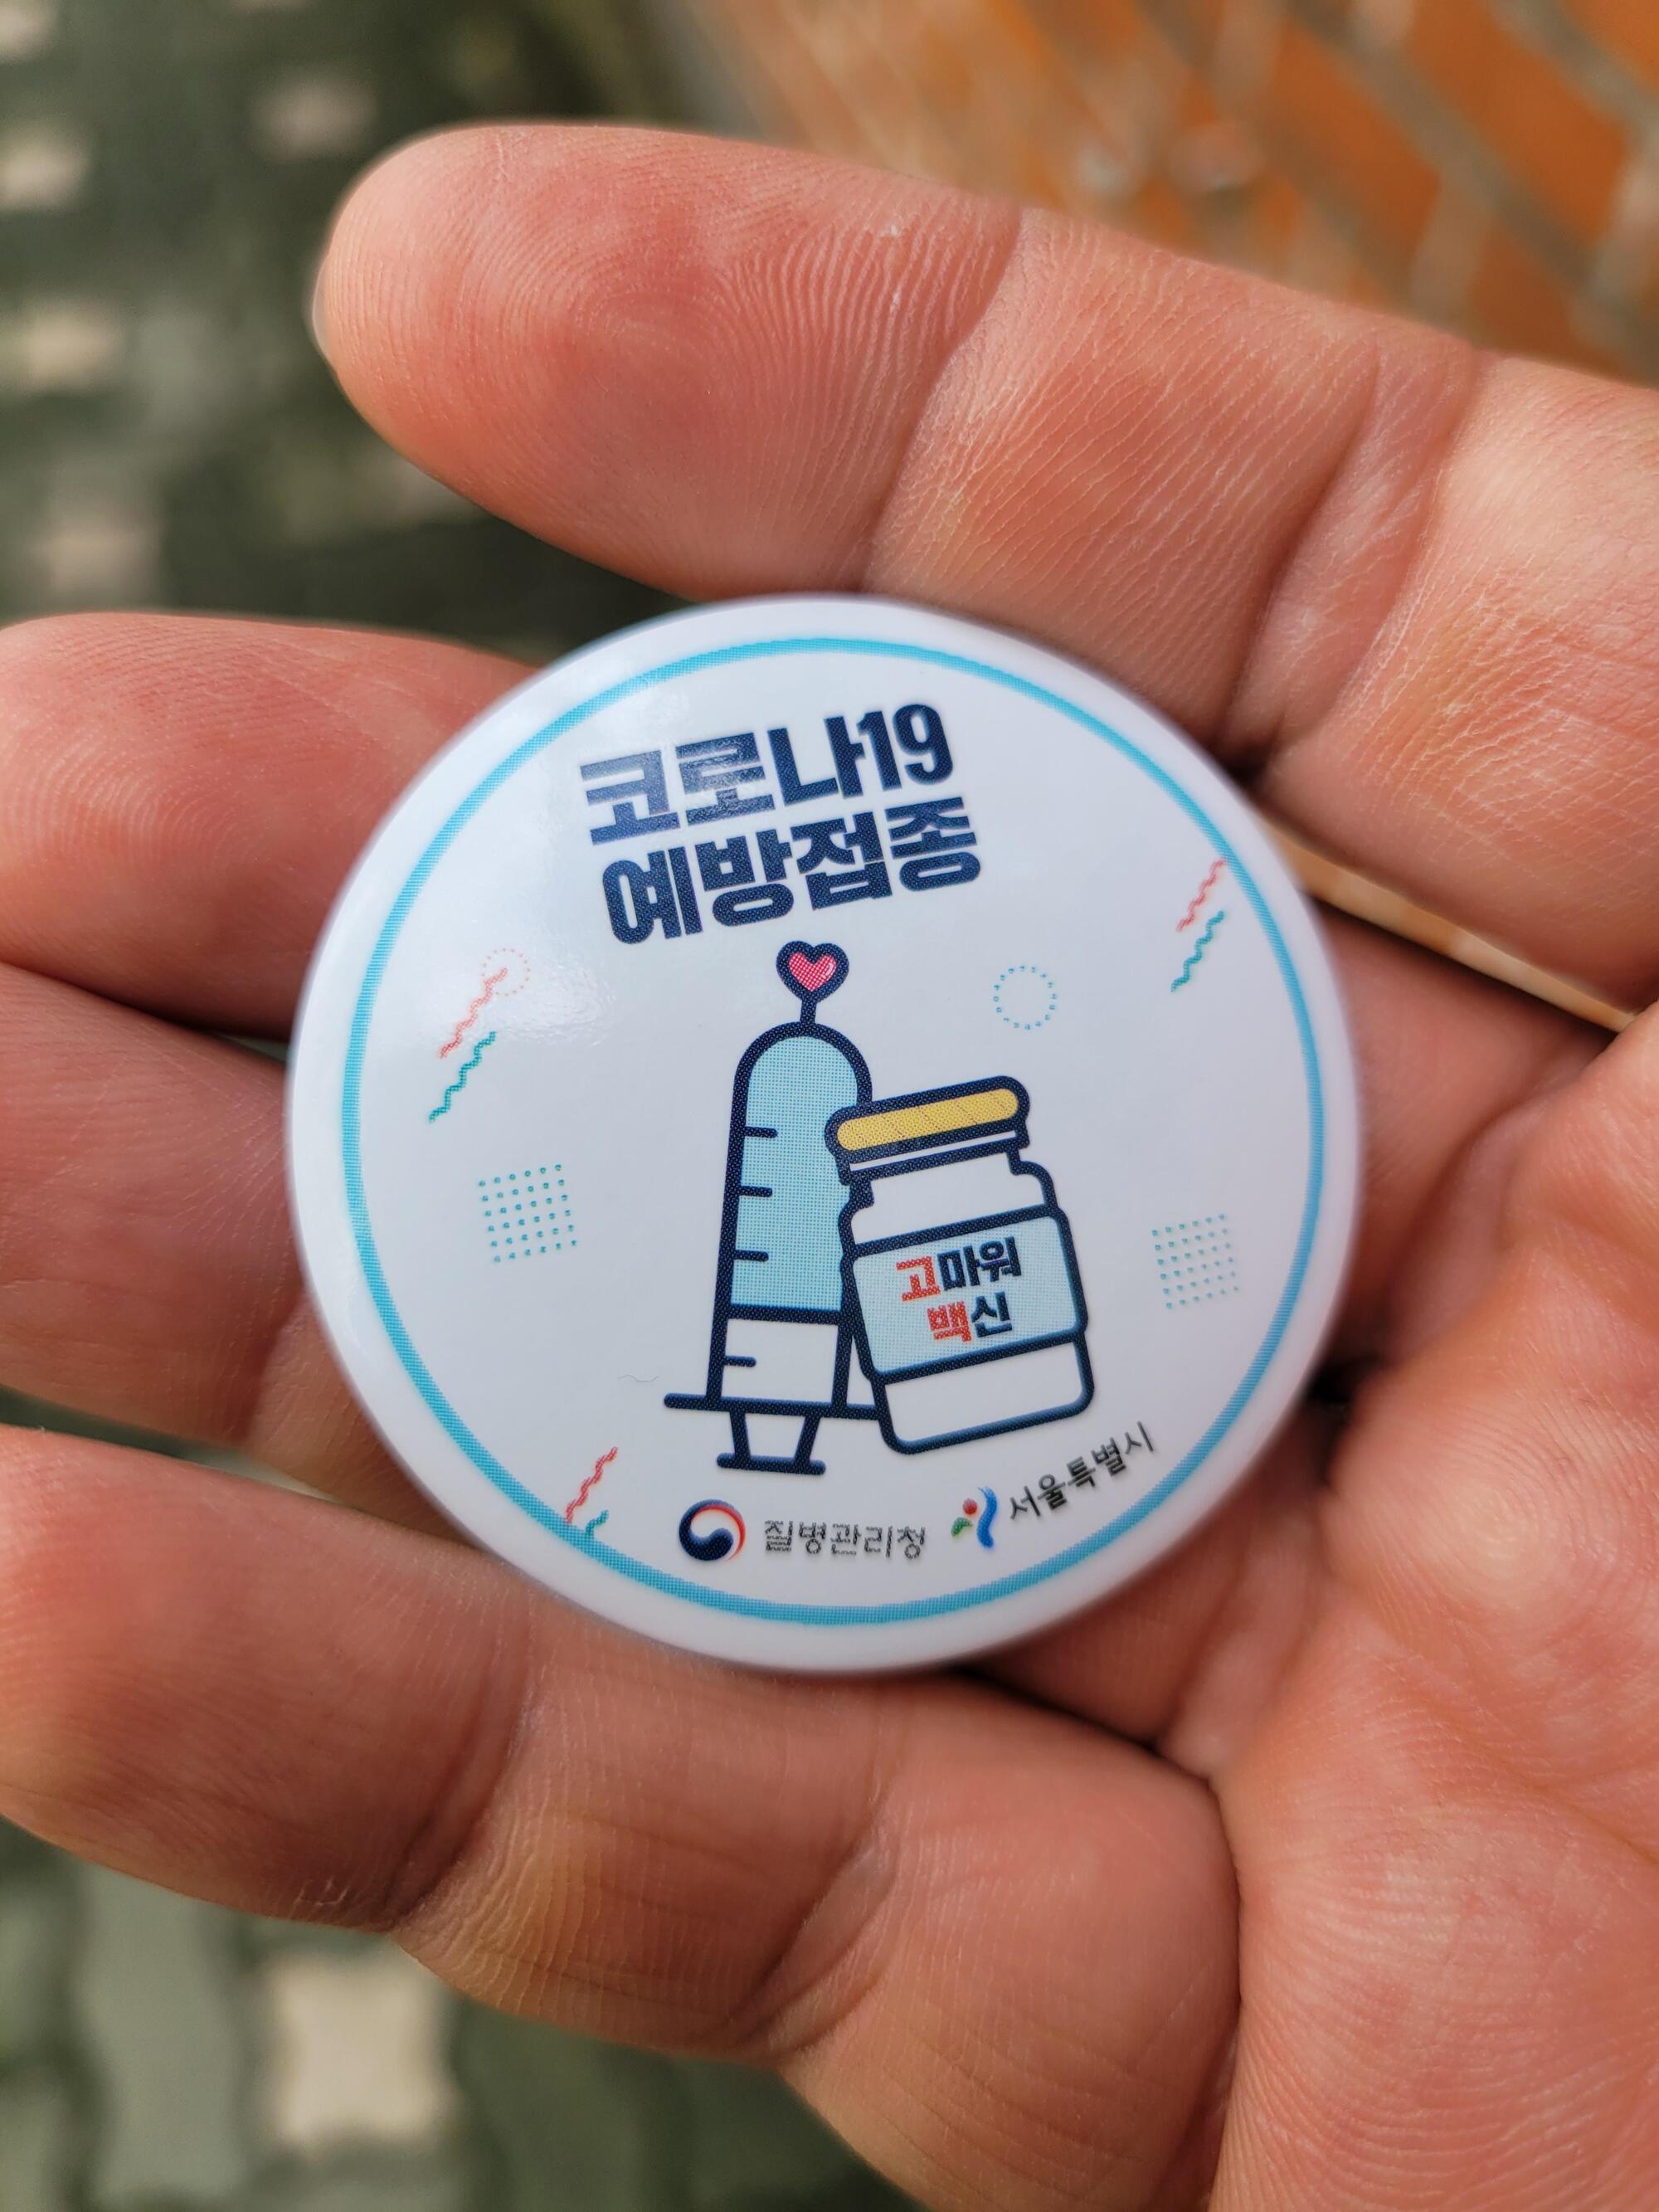 코로나19
예방접종
고마워
백신
질병관리청
서울특별시